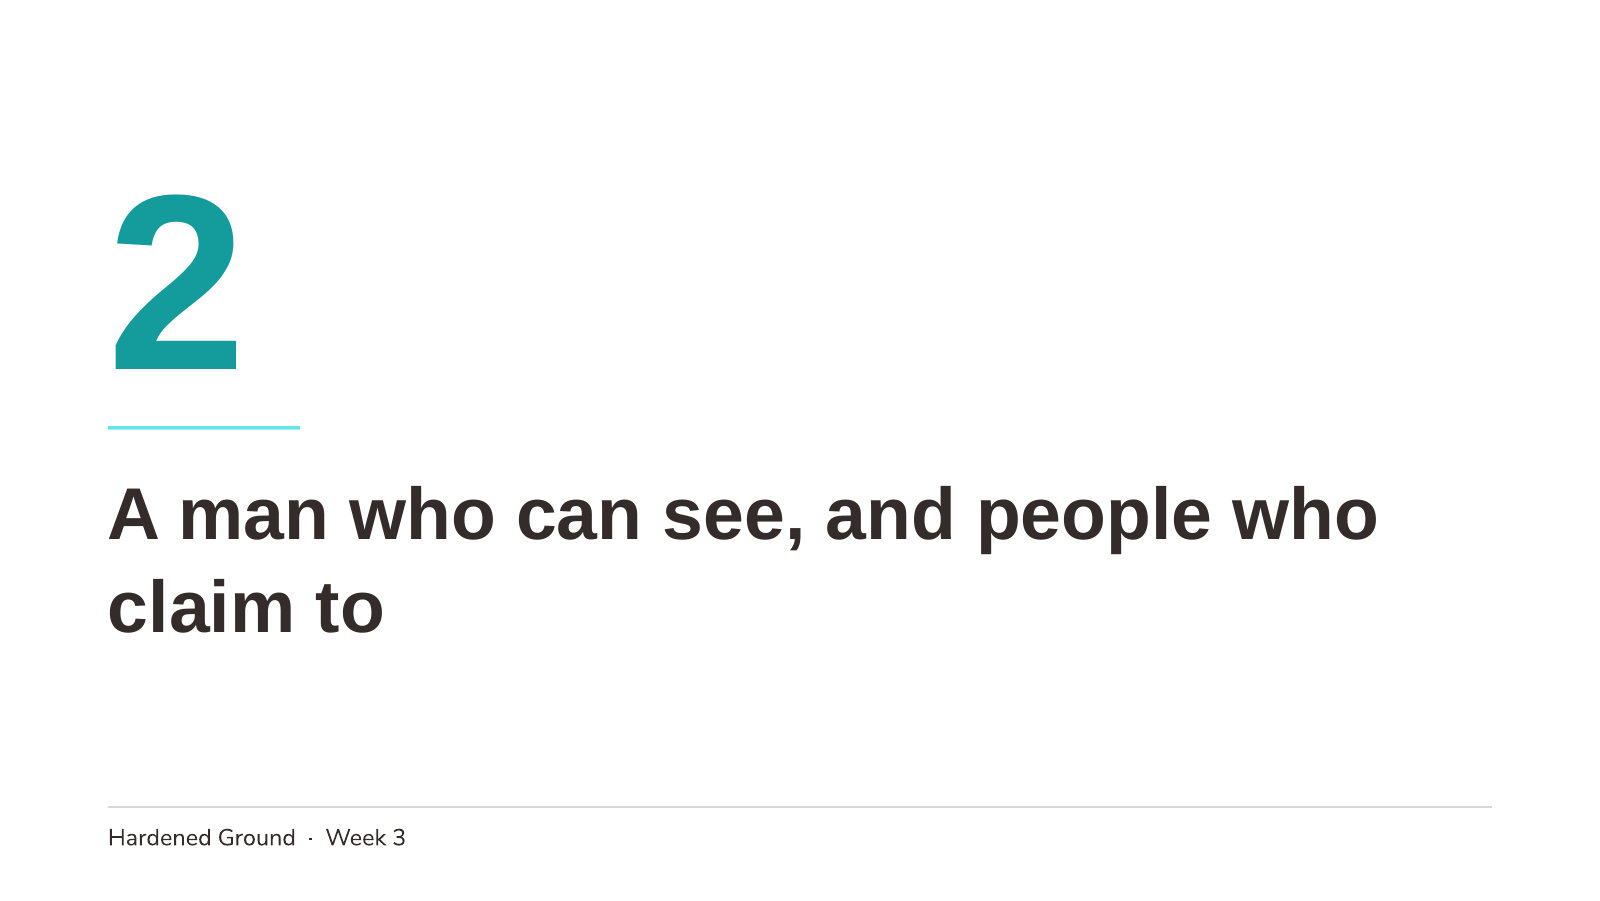 2
A man who can see, and people who
claim to
Hardened Ground · Week 3